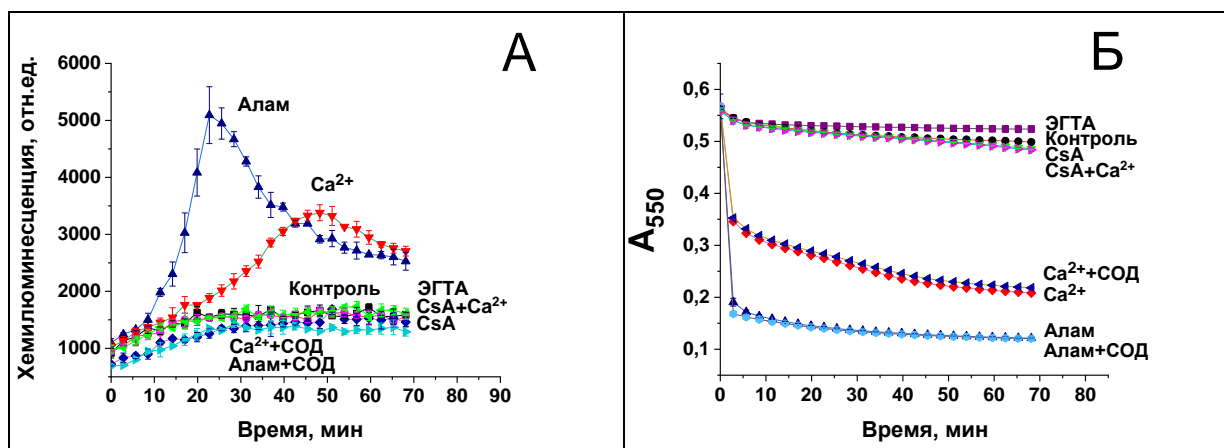 А
Хемилюминесценция, отн.ед.
6000
5000
4000
3000
2000
1000
Алам
Ca²⁺
Контроль
ЭГТА
CsA+Ca²⁺
CsA
Ca²⁺+СОД
Алам+СОД
0 10 20 30 40 50 60 70 80
Время, мин
Б
A₅₅₀
0,6
0,5
0,4
0,3
0,2
0,1
ЭГТА
Контроль
CsA
CsA+Ca²⁺
Ca²⁺+СОД
Ca²⁺
Алам
Алам+СОД
0 10 20 30 40 50 60 70 80
Время, мин